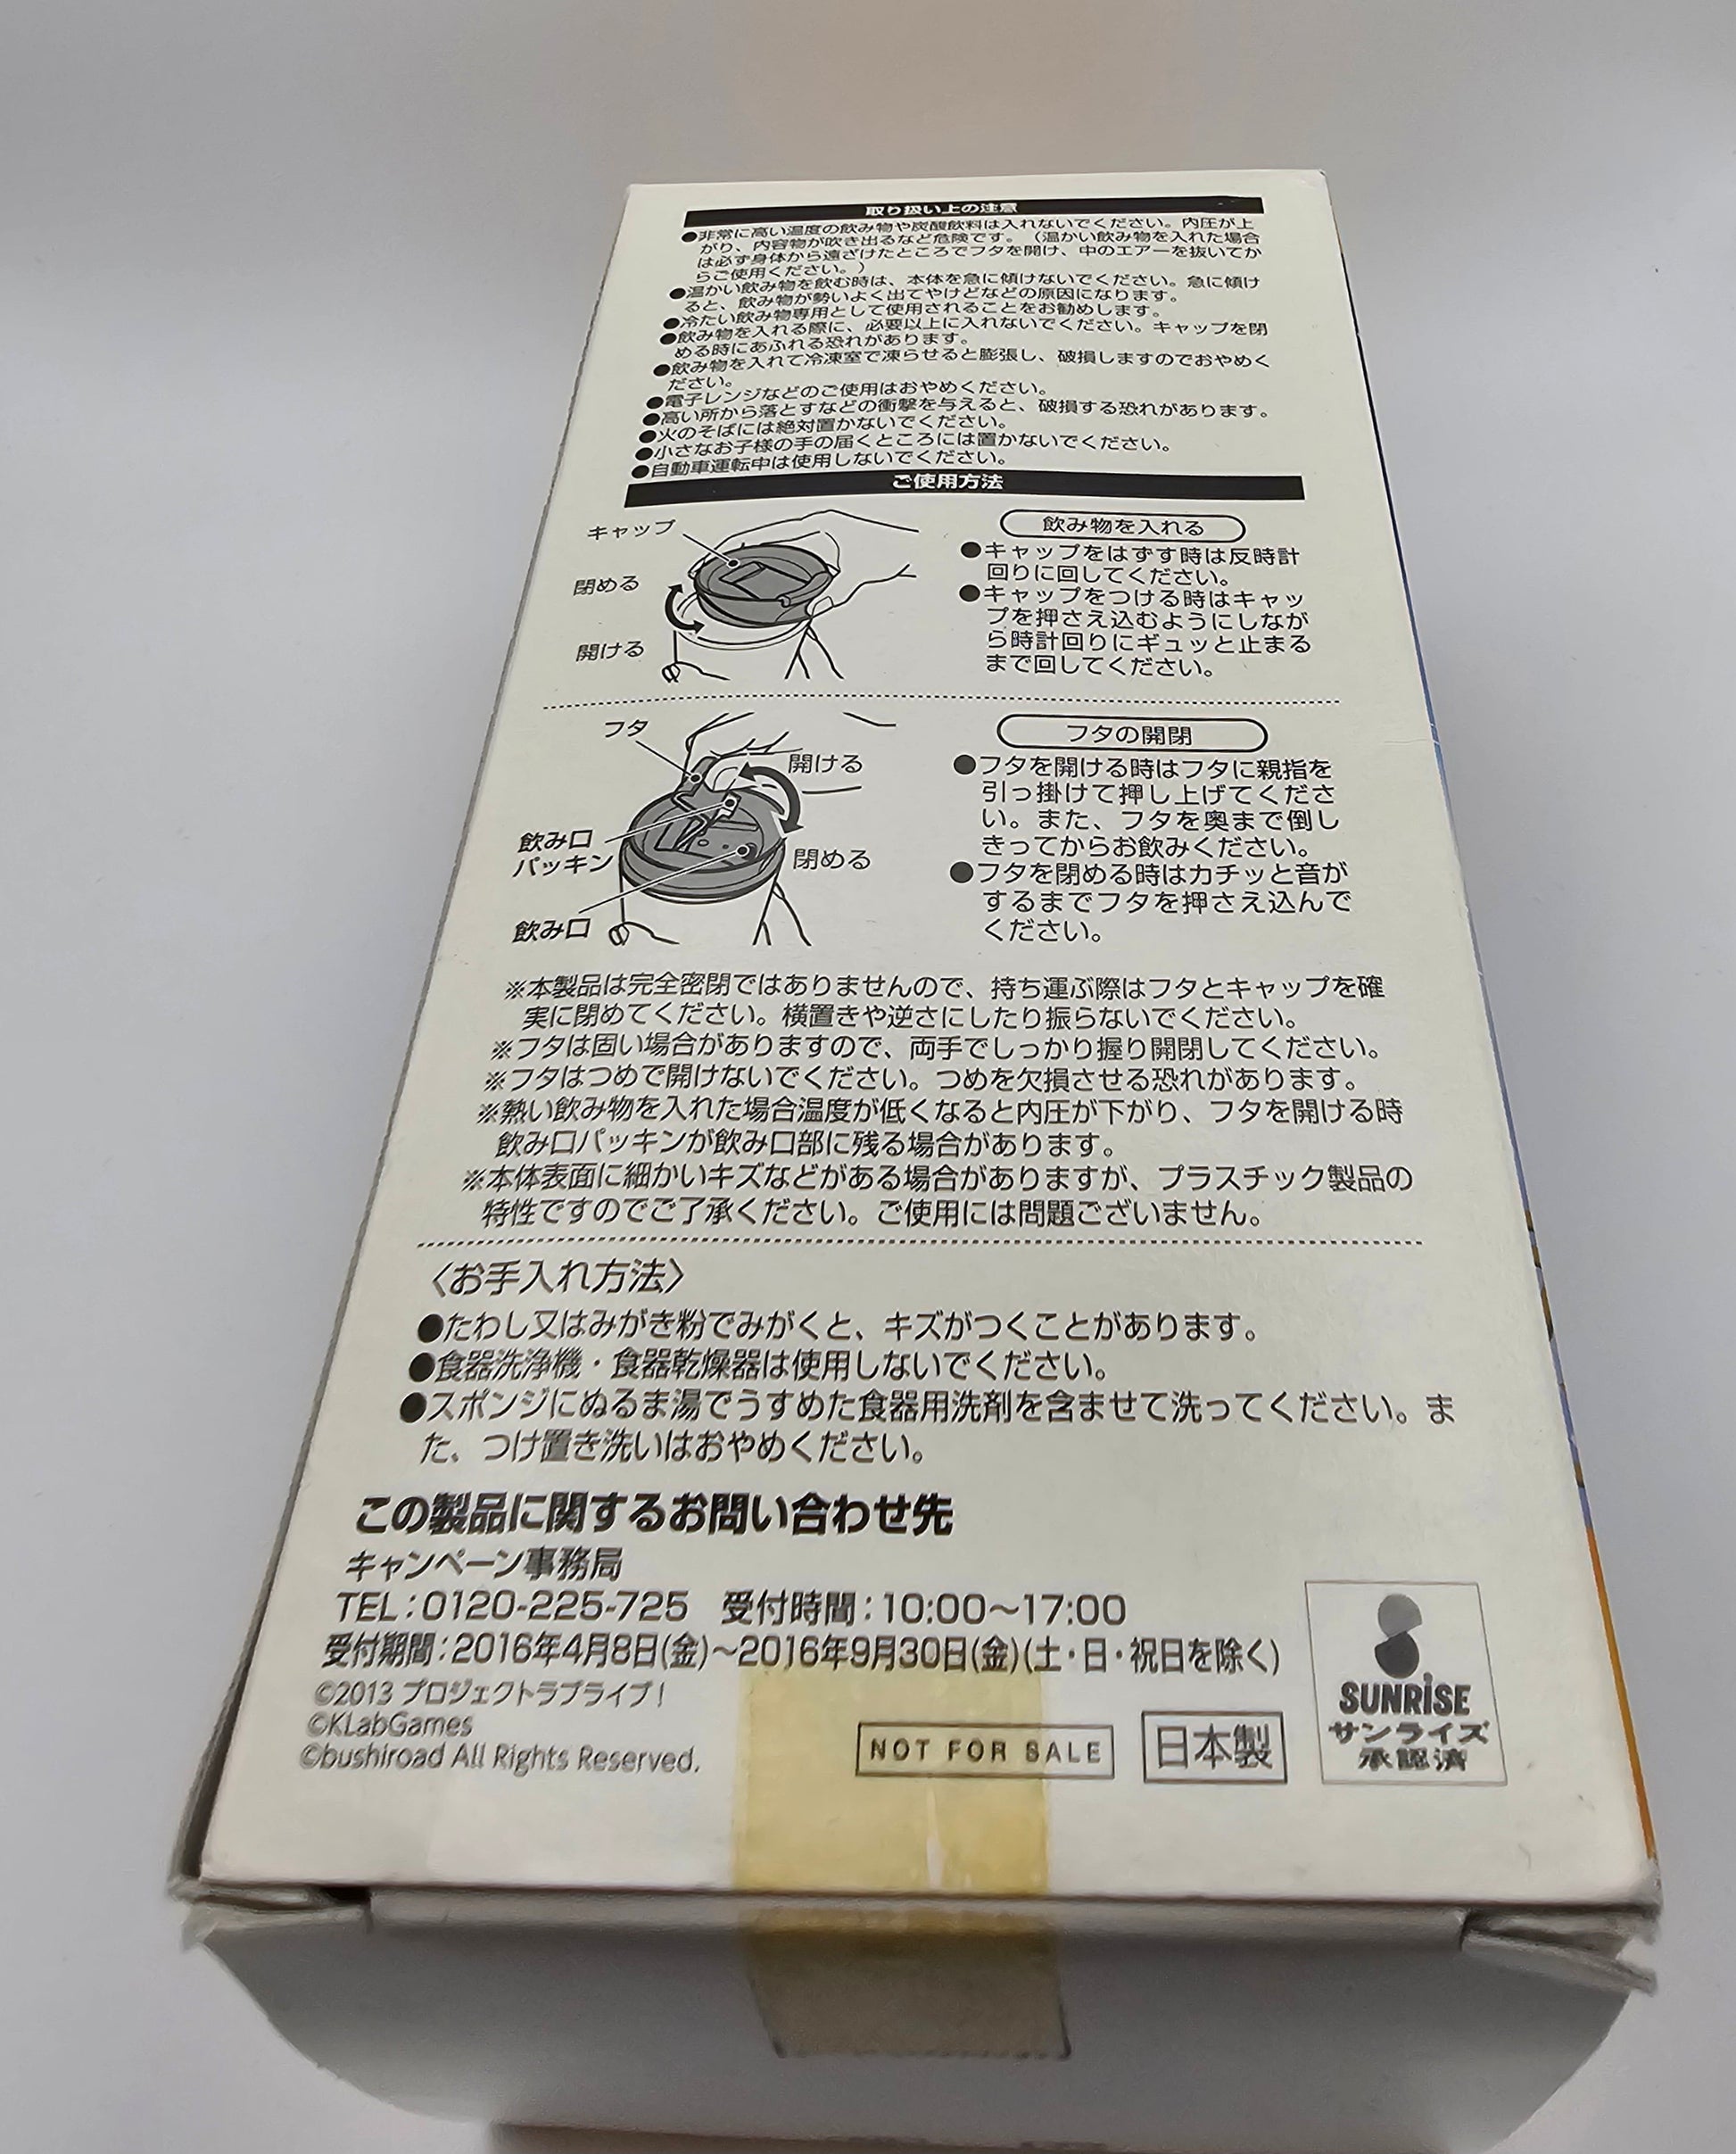 取り扱い上の注意
●非常に高い温度の飲み物や炭酸飲料は入れないでください。内圧が上
がり、内容物が吹き出るなど危険です。（温かい飲み物を入れた場合
は必ず身体から遠ざけたところでフタを開け、中のエアーを抜いてか
らご使用ください。）
●温かい飲み物を飲む時は、本体を急に傾けないでください。急に傾け
ると、飲み物が勢いよく出てやけどなどの原因になります。
●冷たい飲み物専用として使用されることをお勧めします。
●飲み物を入れる際に、必要以上に入れないでください。キャップを閉
める時にあふれる恐れがあります。
●飲み物を入れて冷凍室で凍らせると膨張し、破損しますのでおやめく
ださい。
●電子レンジなどのご使用はおやめください。
●高い所から落とすなどの衝撃を与えると、破損する恐れがあります。
●火のそばには絶対置かないでください。
●小さなお子様の手の届くところには置かないでください。
●自動車運転中は使用しないでください。
ご使用方法
キャップ
閉める
開ける
飲み物を入れる
●キャップをはずす時は反時計
回りに回してください。
●キャップをつける時はキャッ
プを押さえ込むようにしなが
ら時計回りにギュッと止まる
まで回してください。
フタ
開ける
飲み口
パッキン
閉める
飲み口
フタの開閉
●フタを開ける時はフタに親指を
引っ掛けて押し上げてくださ
い。また、フタを奥まで倒し
きってからお飲みください。
●フタを閉める時はカチッと音が
するまでフタを押さえ込んで
ください。
※本製品は完全密閉ではありませんので、持ち運ぶ際はフタとキャップを確
実に閉めてください。横置きや逆さにしたり振らないでください。
※フタは固い場合がありますので、両手でしっかり握り開閉してください。
※フタはつめで開けないでください。つめを欠損させる恐れがあります。
※熱い飲み物を入れた場合温度が低くなると内圧が下がり、フタを開ける時
飲み口パッキンが飲み口部に残る場合があります。
※本体表面に細かいキズなどがある場合がありますが、プラスチック製品の
特性ですのでご了承ください。ご使用には問題ございません。
〈お手入れ方法〉
●たわし又はみがき粉でみがくと、キズがつくことがあります。
●食器洗浄機・食器乾燥器は使用しないでください。
●スポンジにぬるま湯でうすめた食器用洗剤を含ませて洗ってください。ま
た、つけ置き洗いはおやめください。
この製品に関するお問い合わせ先
キャンペーン事務局
TEL：0120-225-725 受付時間：10:00～17:00
受付期間：2016年4月8日(金)～2016年9月30日(金)(土・日・祝日を除く)
©2013 プロジェクトラブライブ！
©KLabGames
©bushiroad All Rights Reserved.
NOT FOR SALE
日本製
SUNRISE
サンライズ
承認済